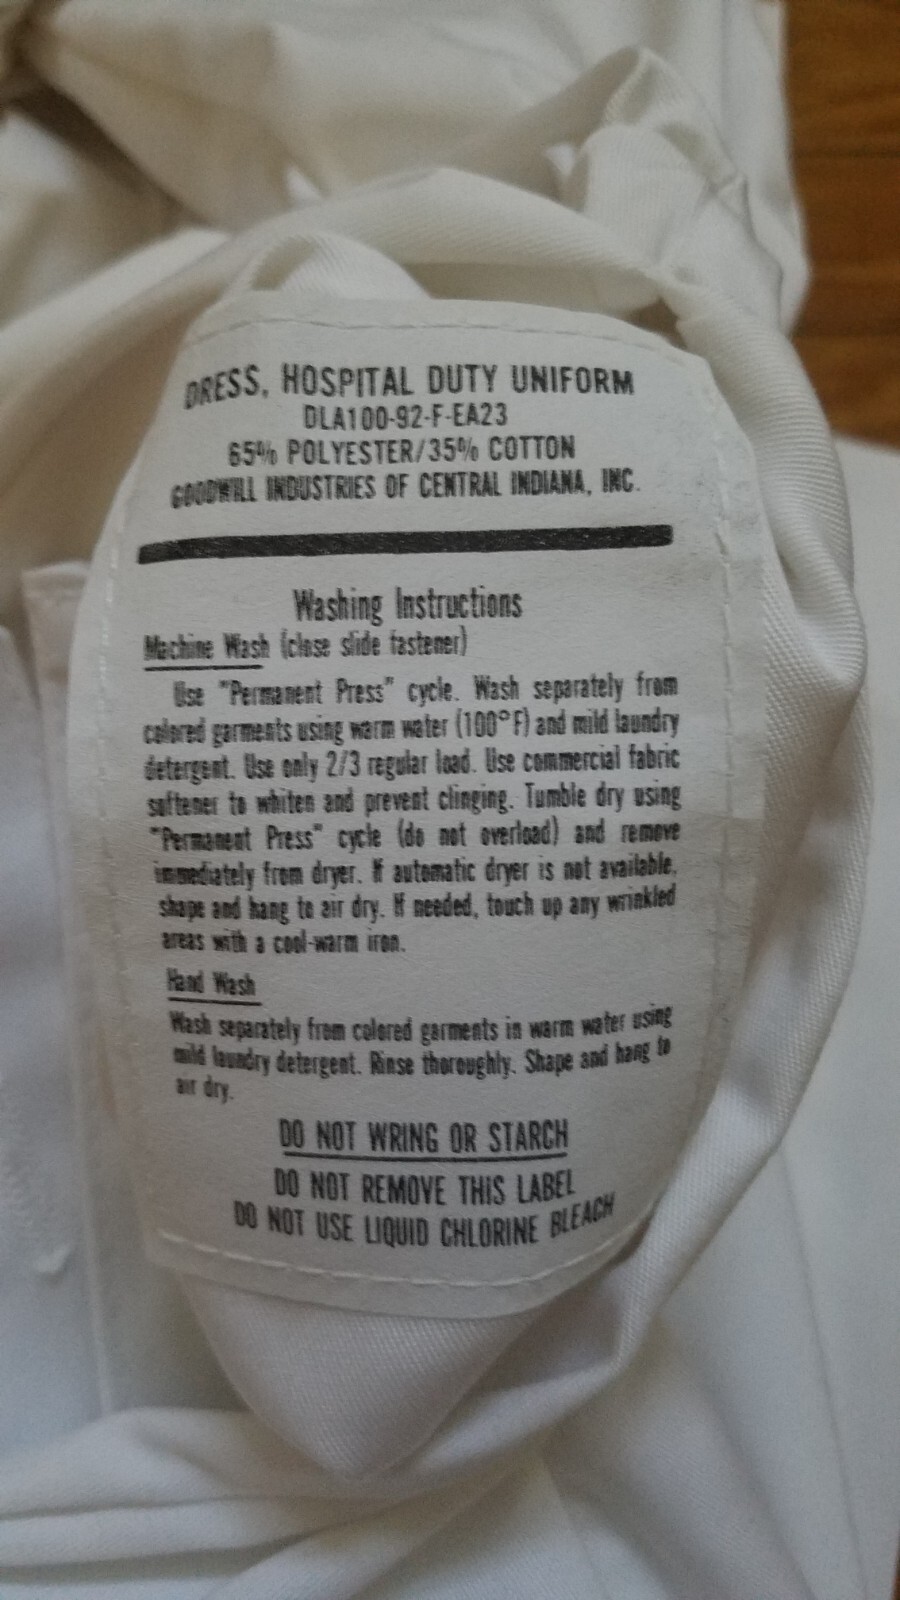 DRESS, HOSPITAL DUTY UNIFORM
DLA100-92-F-EA23
65% POLYESTER/35% COTTON
GOODWILL INDUSTRIES OF CENTRAL INDIANA, INC.
Washing Instructions
Machine Wash (close slide fastener)
Use "Permanent Press" cycle. Wash separately from
colored garments using warm water (100°F) and mild laundry
detergent. Use only 2/3 regular load. Use commercial fabric
softener to whiten and prevent clinging. Tumble dry using
"Permanent Press" cycle (do not overload) and remove
immediately from dryer. If automatic dryer is not available,
shape and hang to air dry. If needed, touch up any wrinkled
areas with a cool-warm iron.
Hand Wash
Wash separately from colored garments in warm water using
mild laundry detergent. Rinse thoroughly. Shape and hang to
air dry.
DO NOT WRING OR STARCH
DO NOT REMOVE THIS LABEL
DO NOT USE LIQUID CHLORINE BLEACH